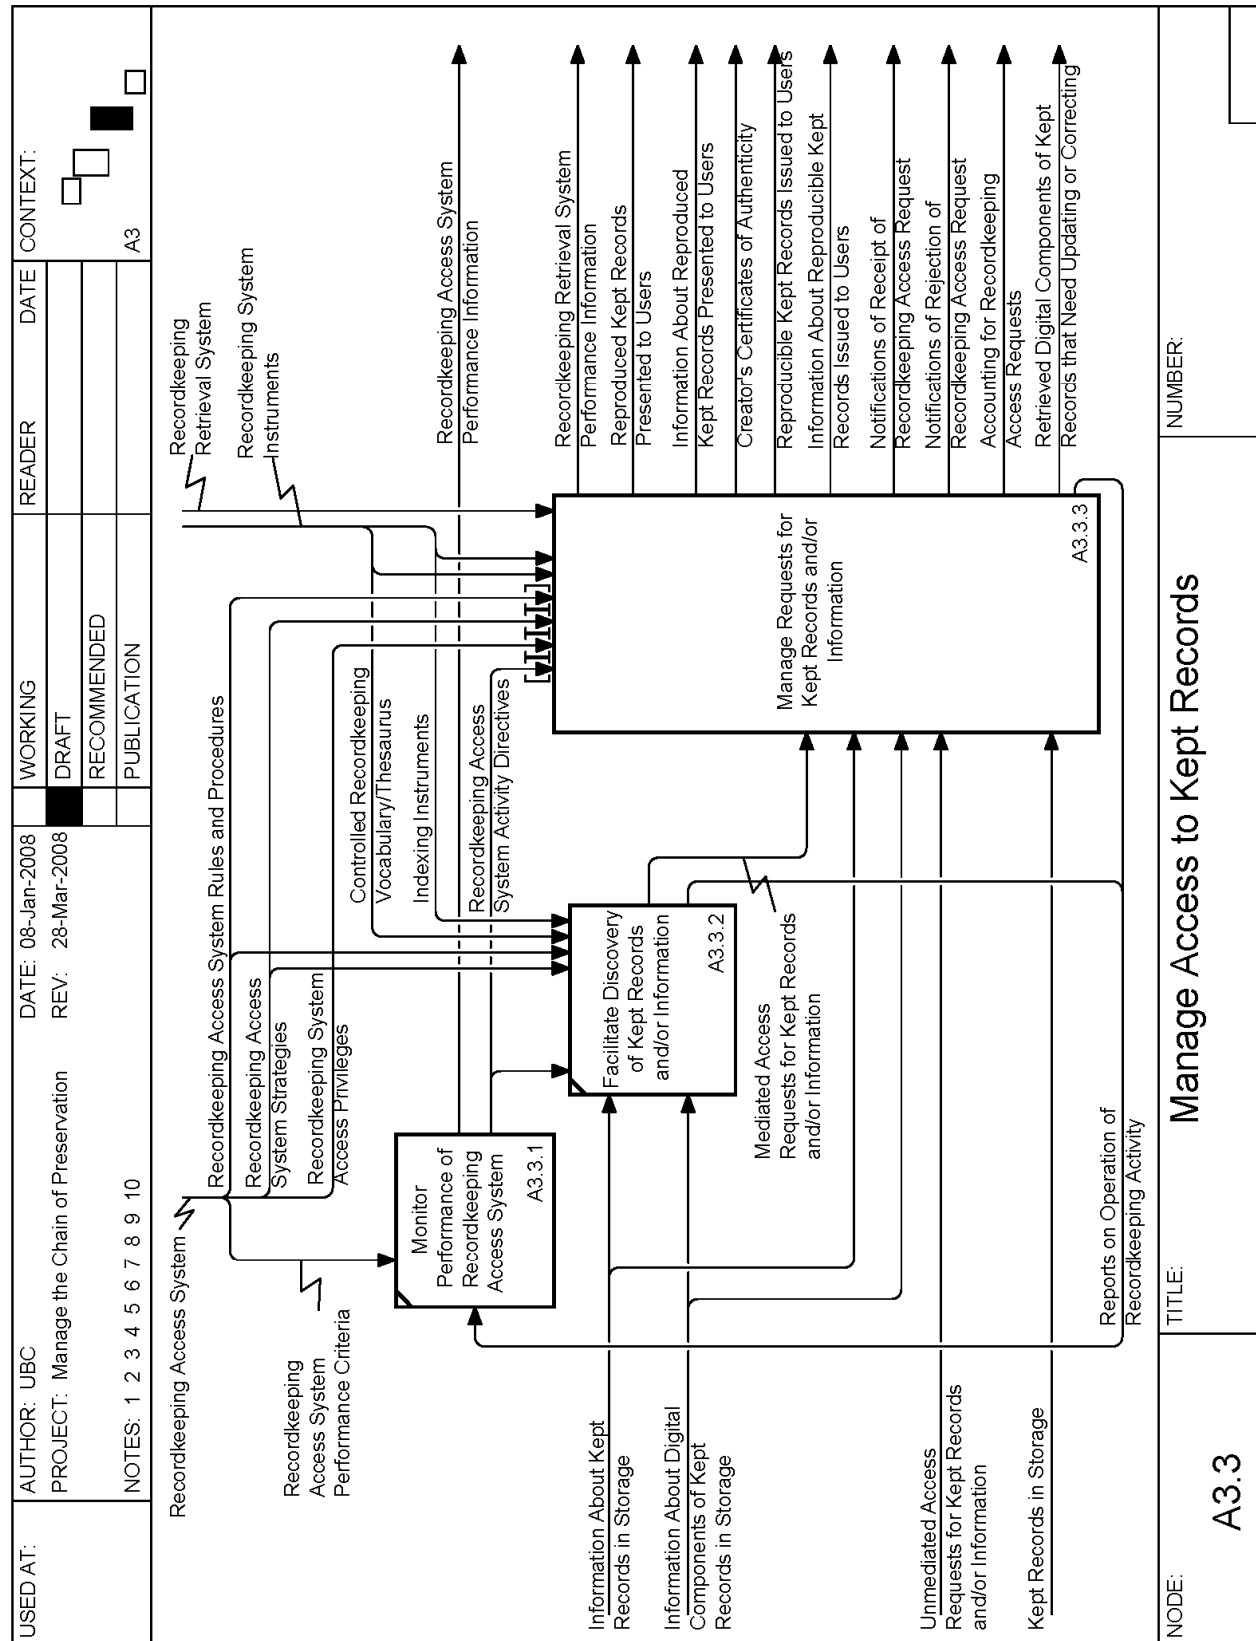 USED AT:
AUTHOR: UBC
PROJECT: Manage the Chain of Preservation
NOTES: 1 2 3 4 5 6 7 8 9 10
DATE: 08-Jan-2008
REV: 28-Mar-2008
WORKING
DRAFT
RECOMMENDED
PUBLICATION
READER
DATE
CONTEXT:
A3
Recordkeeping Access System
Recordkeeping
Retrieval System
Recordkeeping System
Instruments
Recordkeeping Access System Rules and Procedures
Recordkeeping Access
System Strategies
Recordkeeping System
Access Privileges
Recordkeeping
Access System
Performance Criteria
Controlled Recordkeeping
Vocabulary/Thesaurus
Indexing Instruments
Recordkeeping Access
System Activity Directives
Monitor
Performance of
Recordkeeping
Access System
A3.3.1
Facilitate Discovery
of Kept Records
and/or Information
A3.3.2
Manage Requests for
Kept Records and/or
Information
A3.3.3
Information About Kept
Records in Storage
Information About Digital
Components of Kept
Records in Storage
Unmediated Access
Requests for Kept Records
and/or Information
Kept Records in Storage
Mediated Access
Requests for Kept Records
and/or Information
Reports on Operation of
Recordkeeping Activity
Recordkeeping Access System
Performance Information
Recordkeeping Retrieval System
Performance Information
Reproduced Kept Records
Presented to Users
Information About Reproduced
Kept Records Presented to Users
Creator's Certificates of Authenticity
Reproducible Kept Records Issued to Users
Information About Reproducible Kept
Records Issued to Users
Notifications of Receipt of
Recordkeeping Access Request
Notifications of Rejection of
Recordkeeping Access Request
Accounting for Recordkeeping
Access Requests
Retrieved Digital Components of Kept
Records that Need Updating or Correcting
NODE:
A3.3
TITLE:
Manage Access to Kept Records
NUMBER: